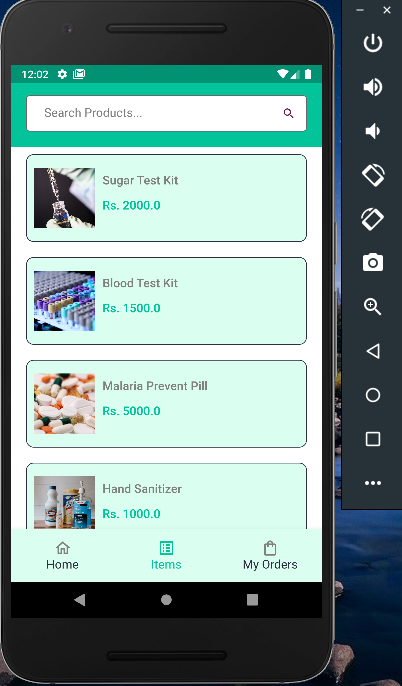 12:02
Search Products...
Sugar Test Kit
Rs. 2000.0
Blood Test Kit
Rs. 1500.0
Malaria Prevent Pill
Rs. 5000.0
Hand Sanitizer
Rs. 1000.0
Home Items My Orders